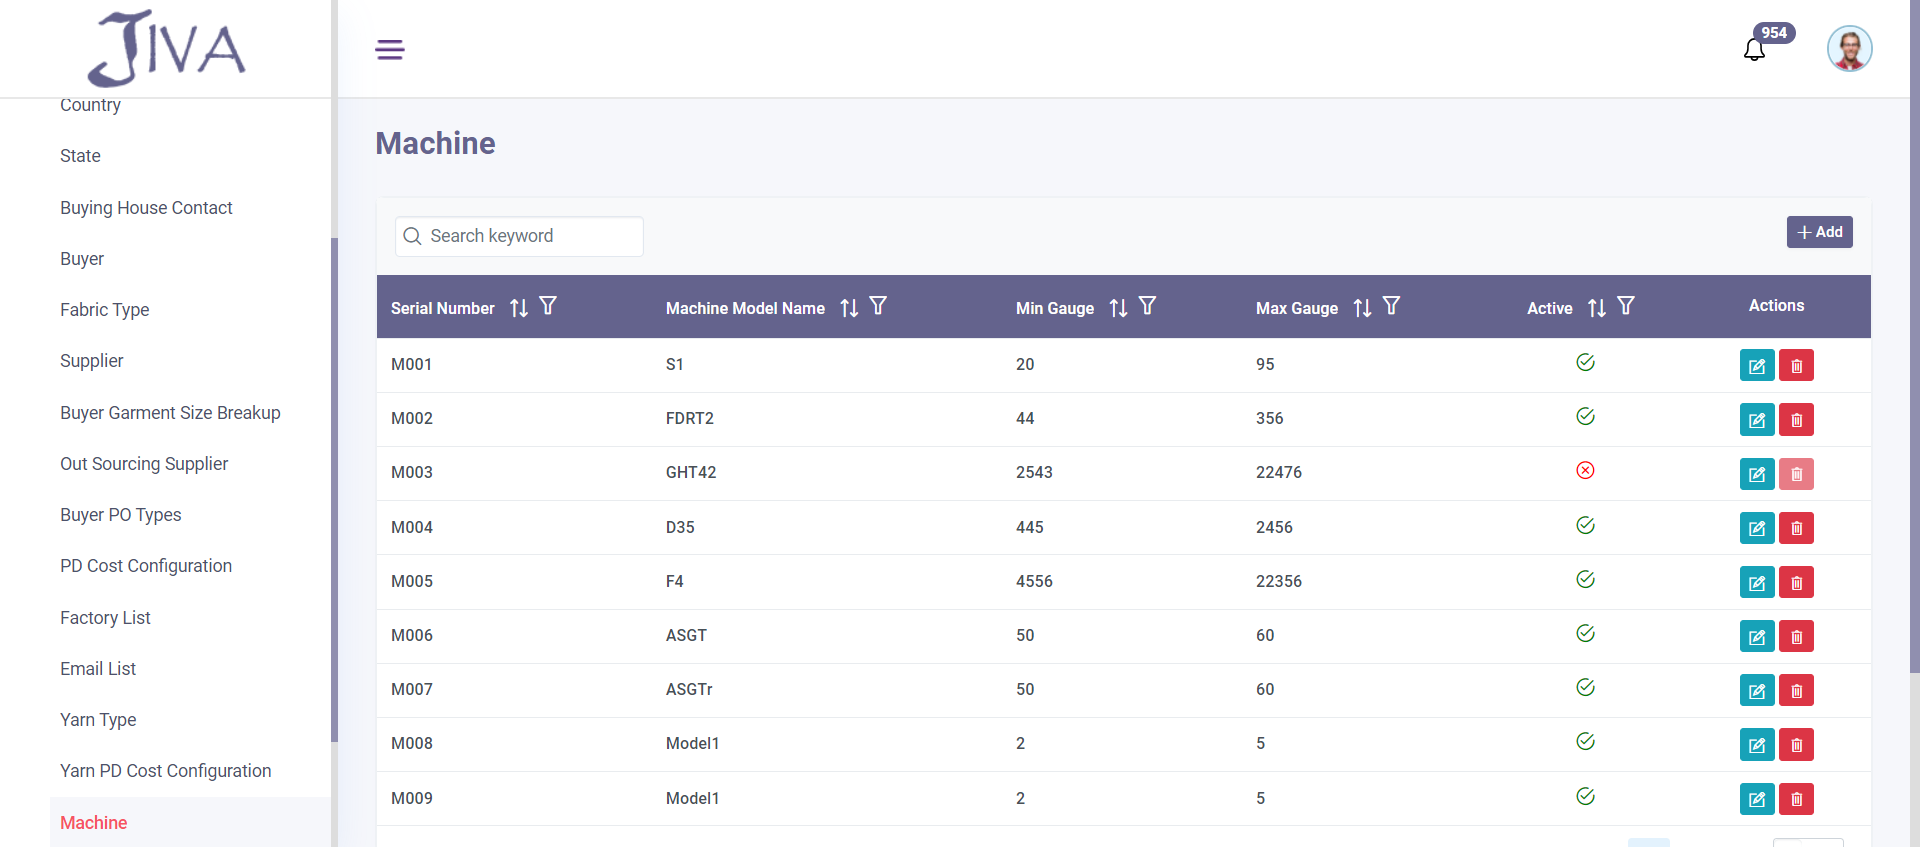 JIVA
954
Country
State
Buying House Contact
Buyer
Fabric Type
Supplier
Buyer Garment Size Breakup
Out Sourcing Supplier
Buyer PO Types
PD Cost Configuration
Factory List
Email List
Yarn Type
Yarn PD Cost Configuration
Machine
Machine
Search keyword
Add
Serial Number Machine Model Name Min Gauge Max Gauge Active Actions
M001 S1 20 95
M002 FDRT2 44 356
M003 GHT42 2543 22476
M004 D35 445 2456
M005 F4 4556 22356
M006 ASGT 50 60
M007 ASGTr 50 60
M008 Model1 2 5
M009 Model1 2 5